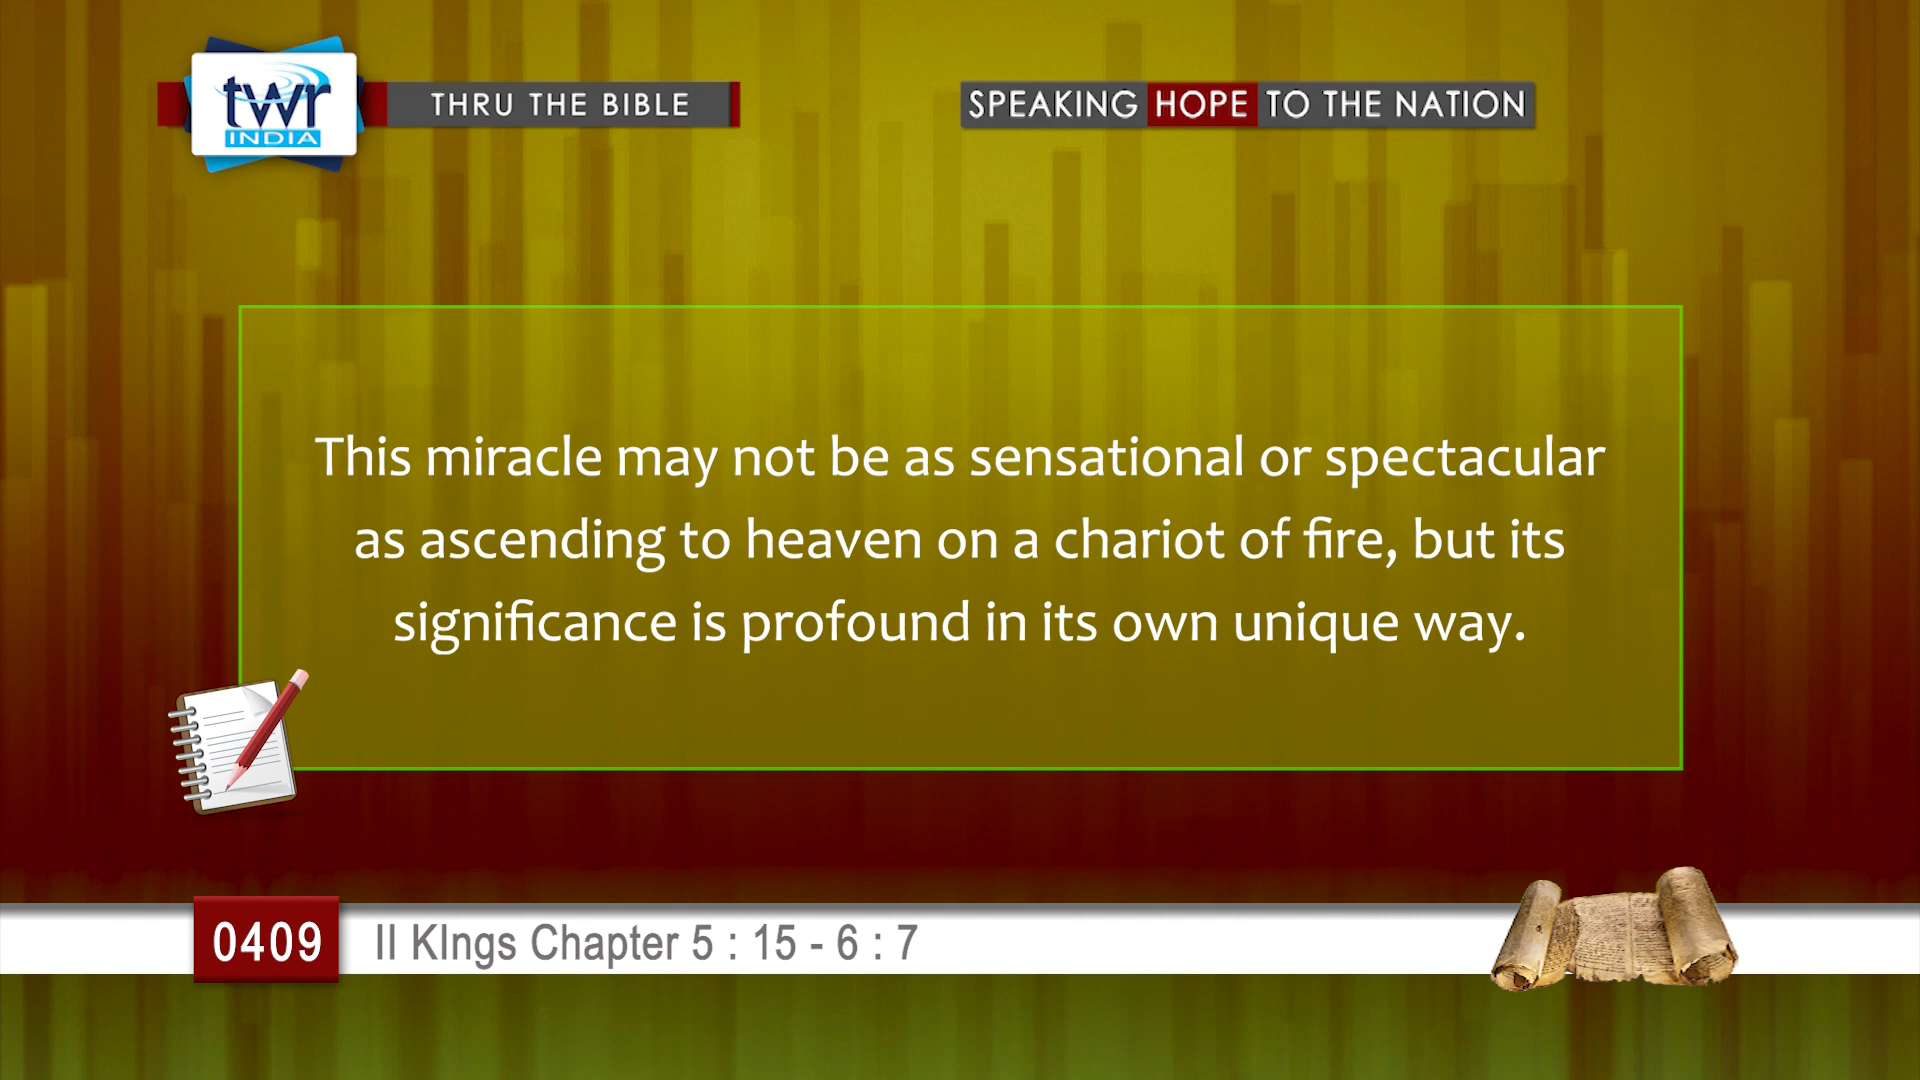 twr
INDIA
THRU THE BIBLE
SPEAKING HOPE TO THE NATION
This miracle may not be as sensational or spectacular
as ascending to heaven on a chariot of fire, but its
significance is profound in its own unique way.
0409
II KIngs Chapter 5 : 15 - 6 : 7